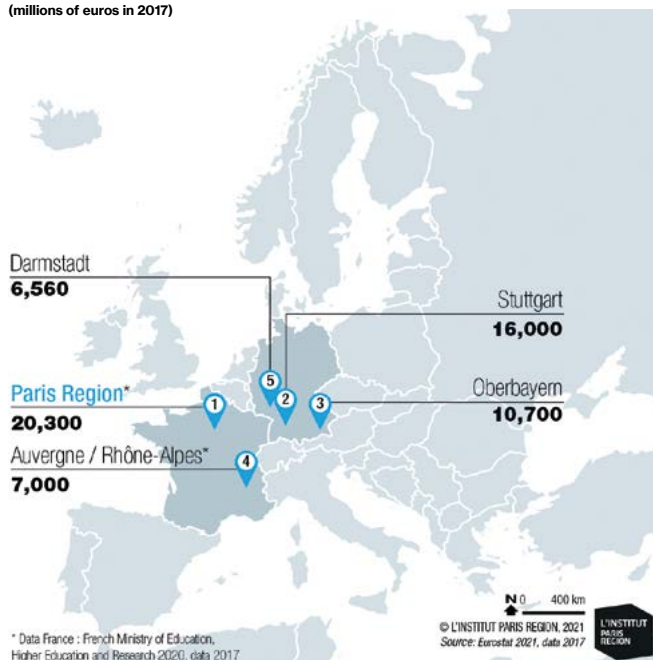 (millions of euros in 2017)
Darmstadt
6,560
Stuttgart
16,000
5
2
Paris Region*
20,300
1
3
Oberbayern
10,700
Auvergne / Rhône-Alpes*
7,000
4
N 0 400 km
© L'INSTITUT PARIS REGION, 2021
Source: Eurostat 2021, data 2017
L'INSTITUT
PARIS
REGION
* Data France : French Ministry of Education,
Higher Education and Research 2020, data 2017